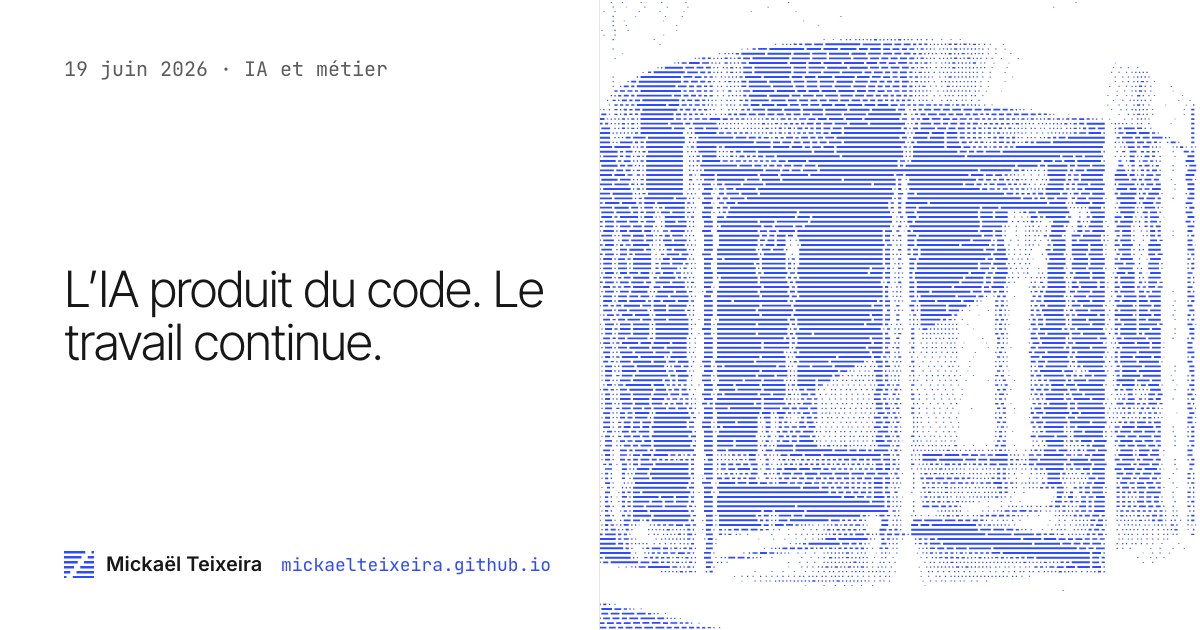 19 juin 2026 · IA et métier
L’IA produit du code. Le
travail continue.
Mickaël Teixeira mickaelteixeira.github.io